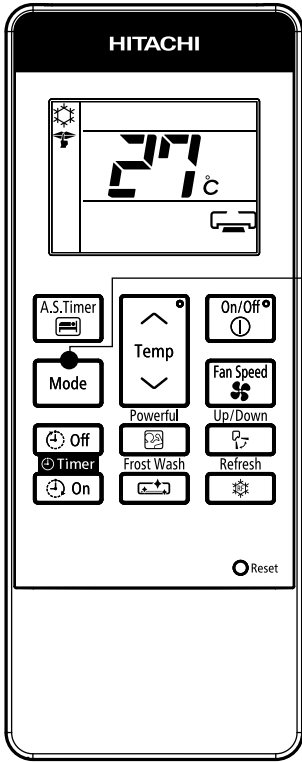 HITACHI
27 °C
A.S.Timer
Temp
On/Off
Mode
Fan Speed
Powerful
Up/Down
Off
Timer
Frost Wash
Refresh
On
Reset